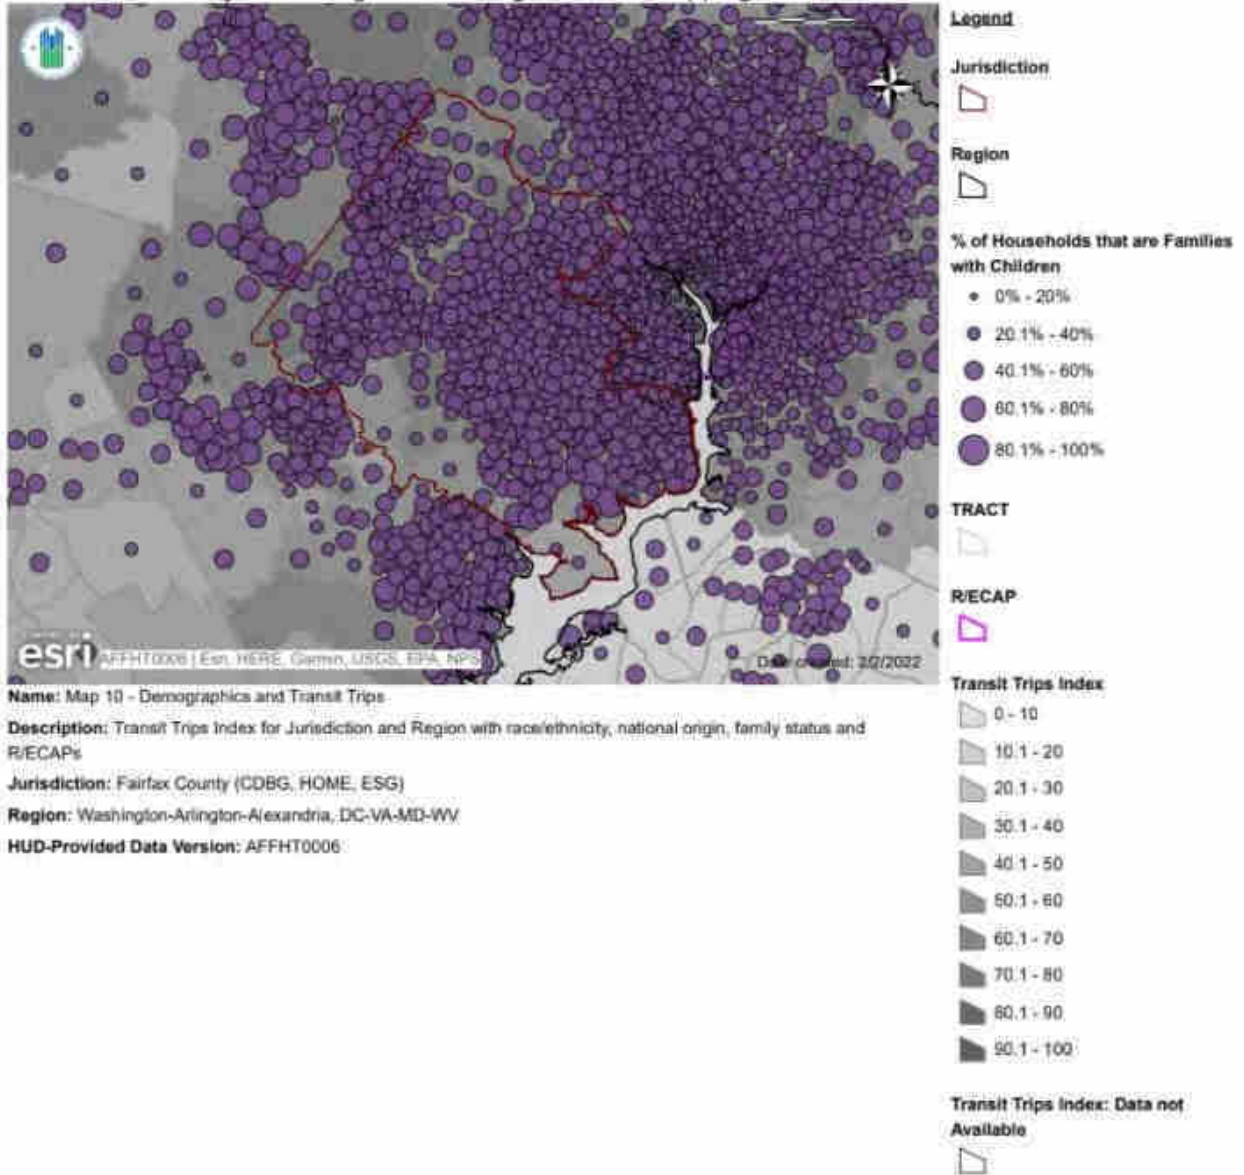 esri
AFFHT0006 | Esri, HERE, Garmin, USGS, EPA, NPS
Date created: 2/2/2022
Name: Map 10 - Demographics and Transit Trips
Description: Transit Trips Index for Jurisdiction and Region with race/ethnicity, national origin, family status and
R/ECAPs
Jurisdiction: Fairfax County (CDBG, HOME, ESG)
Region: Washington-Arlington-Alexandria, DC-VA-MD-WV
HUD-Provided Data Version: AFFHT0006
Legend
Jurisdiction
Region
% of Households that are Families
with Children
0% - 20%
20.1% - 40%
40.1% - 60%
60.1% - 80%
80.1% - 100%
TRACT
R/ECAP
Transit Trips Index
0 - 10
10.1 - 20
20.1 - 30
30.1 - 40
40.1 - 50
50.1 - 60
60.1 - 70
70.1 - 80
80.1 - 90
90.1 - 100
Transit Trips Index: Data not
Available